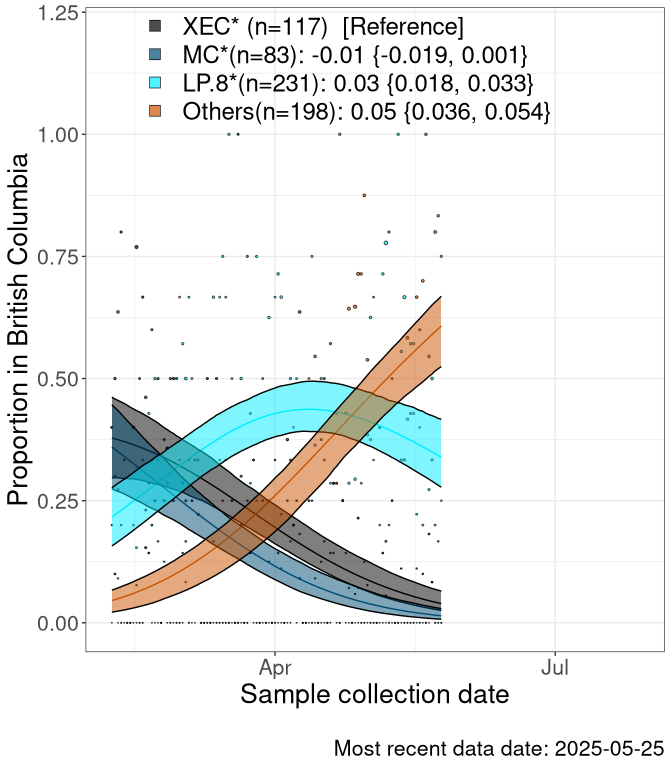 XEC* (n=117)  [Reference]
MC*(n=83): -0.01 {-0.019, 0.001}
LP.8*(n=231): 0.03 {0.018, 0.033}
Others(n=198): 0.05 {0.036, 0.054}
1.25
1.00
0.75
0.50
0.25
0.00
Proportion in British Columbia
Apr
Jul
Sample collection date
Most recent data date: 2025-05-25